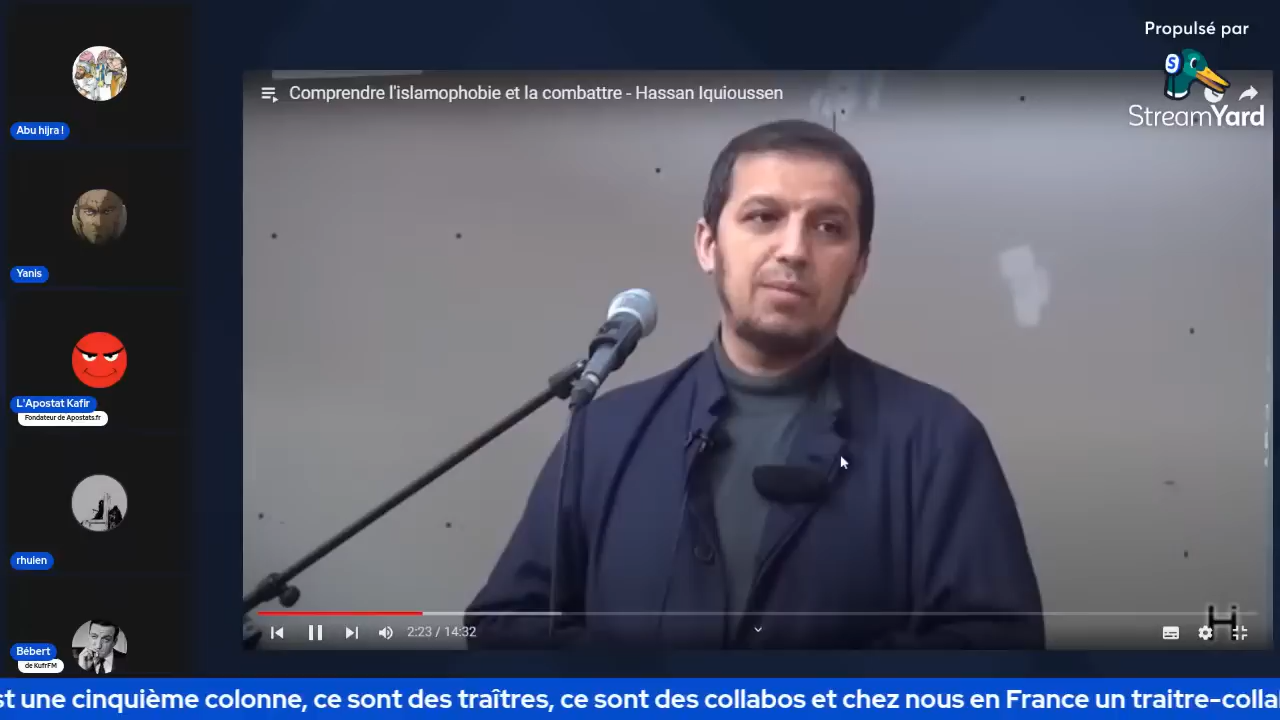 Propulsé par
StreamYard
Comprendre l'islamophobie et la combattre - Hassan Iquioussen
Abu hijra !
Yanis
L'Apostat Kafir
Fondateur de Apostats.fr
rhuien
Bébert
de KufrFM
2:23 / 14:32
H
st une cinquième colonne, ce sont des traîtres, ce sont des collabos et chez nous en France un traitre-colla